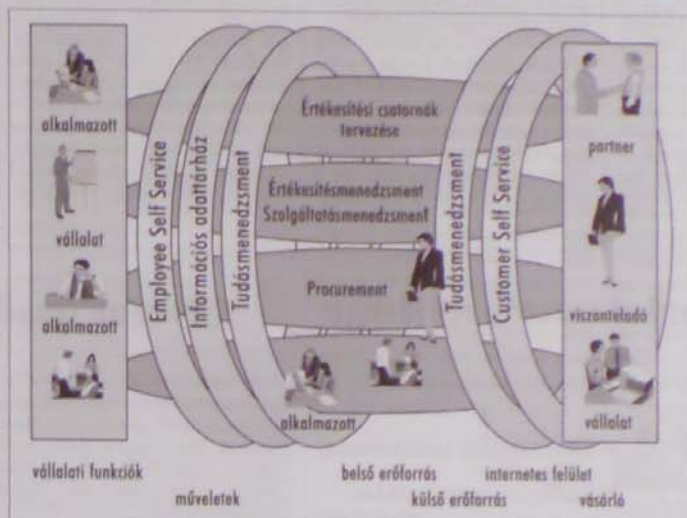 alkalmazott
vállalat
alkalmazott
Employee Self Service
Információs adattárház
Tudásmenedzsment
Értékesítési csatornák
tervezése
Értékesítésmenedzsment
Szolgáltatásmenedzsment
Procurement
alkalmazott
Tudásmenedzsment
Customer Self Service
partner
viszonteladó
vállalat
vállalati funkciók
műveletek
belső erőforrás
külső erőforrás
internetes felület
vásárló